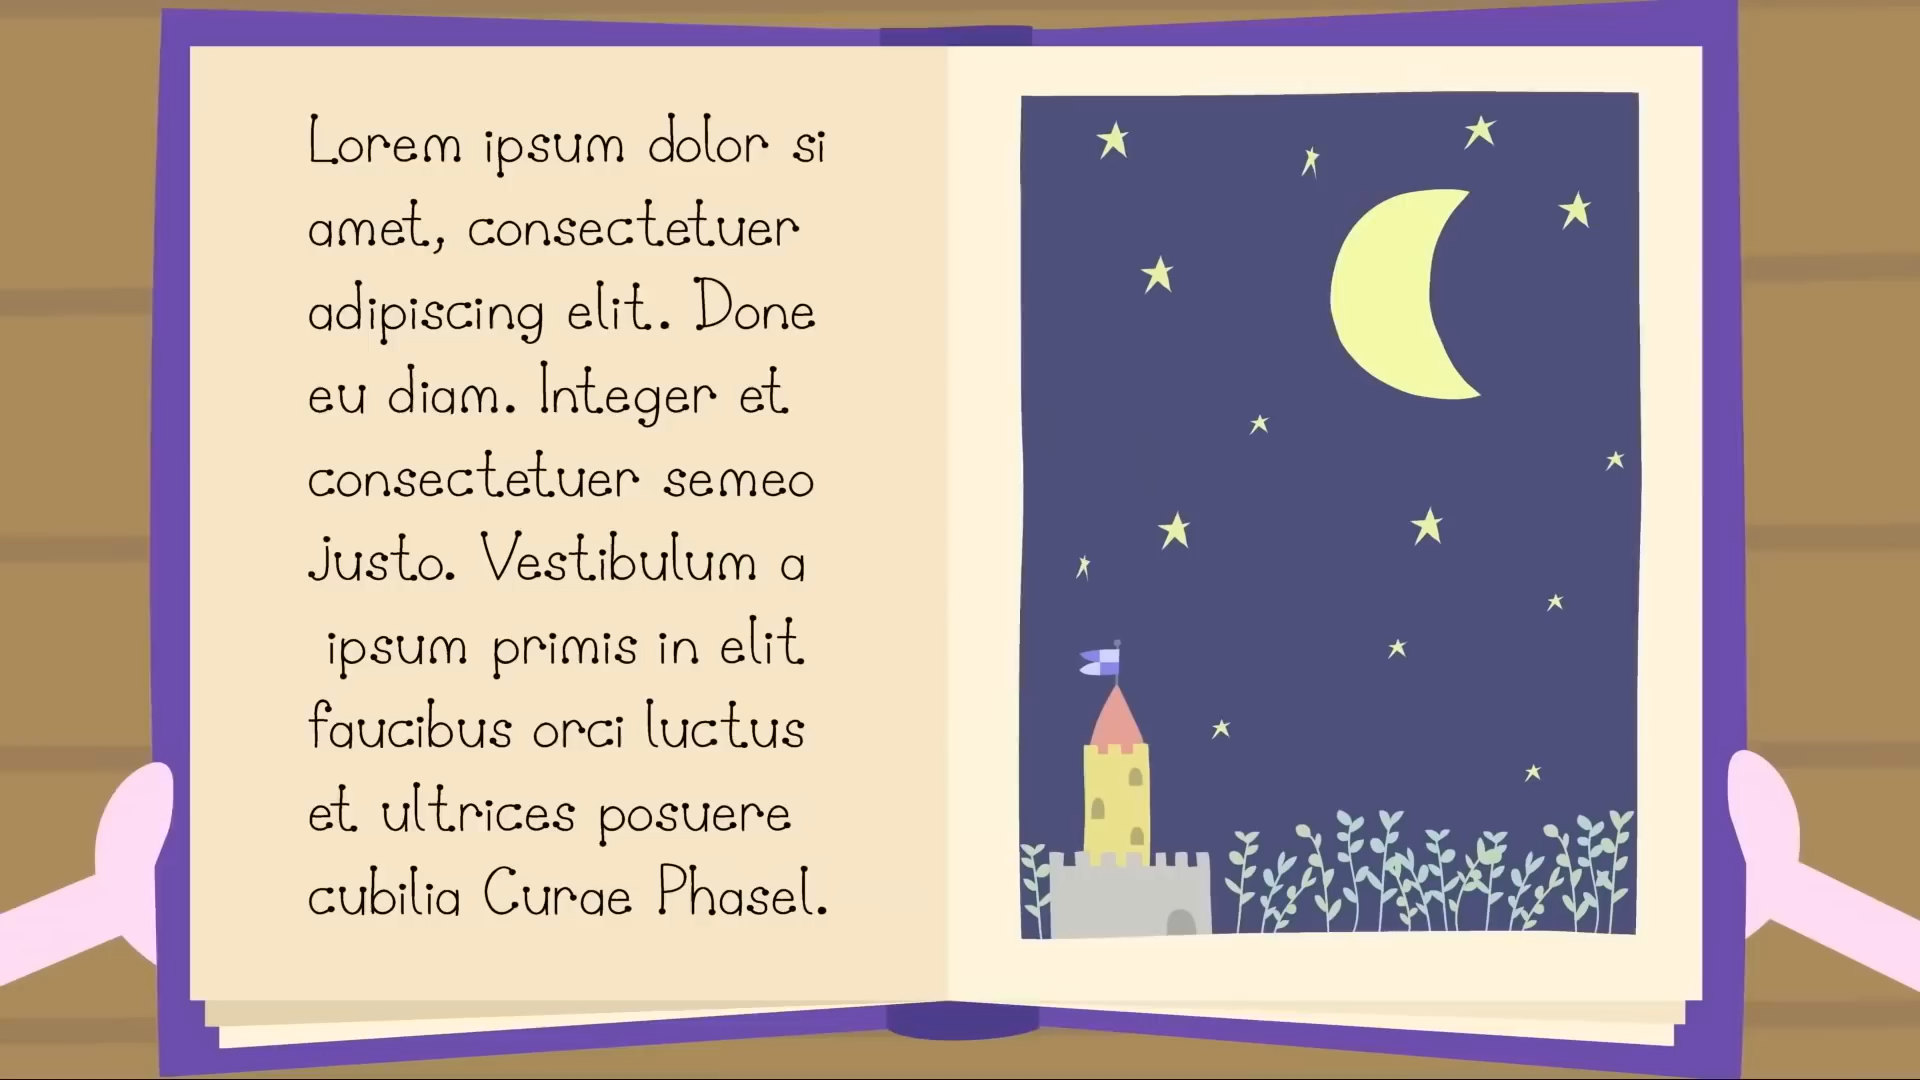 Lorem ipsum dolor si
amet, consectetuer
adipiscing elit. Done
eu diam. Integer et
consectetuer semeo
justo. Vestibulum a
ipsum primis in elit
faucibus orci luctus
et ultrices posuere
cubilia Curae Phasel.